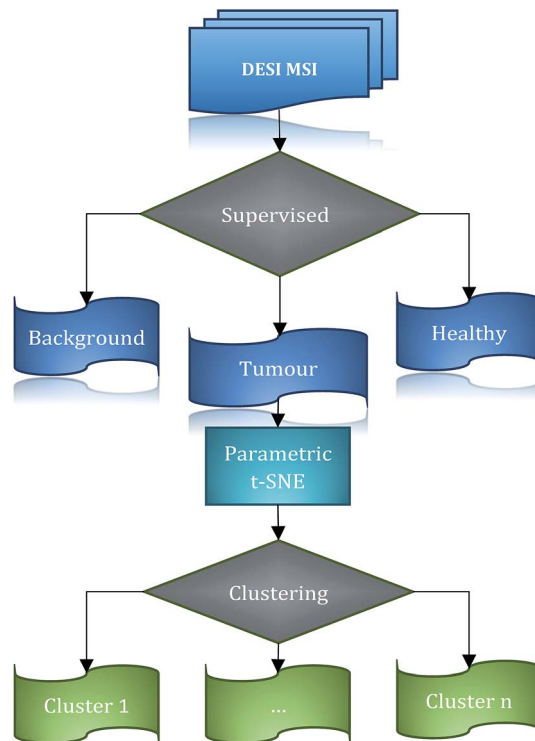 DESI MSI
Supervised
Background
Tumour
Healthy
Parametric
t-SNE
Clustering
Cluster 1
...
Cluster n